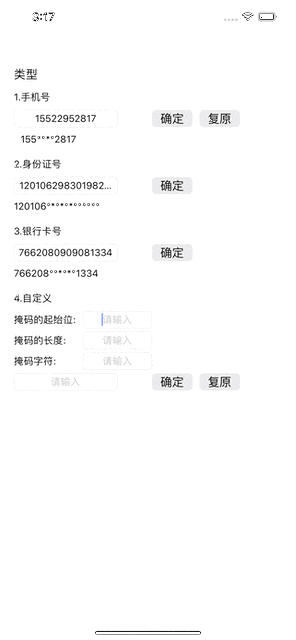 类型
1.手机号
15522952817
确定
复原
155****2817
2.身份证号
120106298301982...
确定
3.银行卡号
7662080909081334
确定
766208******1334
4.自定义
掩码的起始位:
请输入
掩码的长度:
请输入
掩码字符:
请输入
请输入
确定
复原